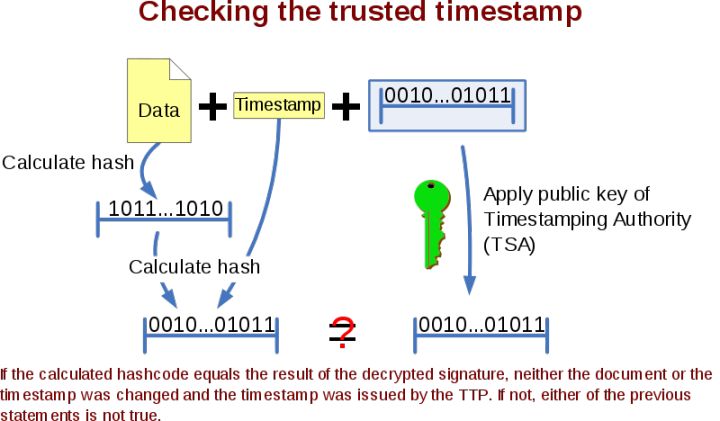 Checking the trusted timestamp
Data
+
Timestamp
+
0010...01011
Calculate hash
1011...1010
Apply public key of
Timestamping Authority
(TSA)
Calculate hash
0010...01011
=
?
0010...01011
If the calculated hashcode equals the result of the decrypted signature, neither the document or the
timestamp was changed and the timestamp was issued by the TTP. If not, either of the previous
statements is not true.